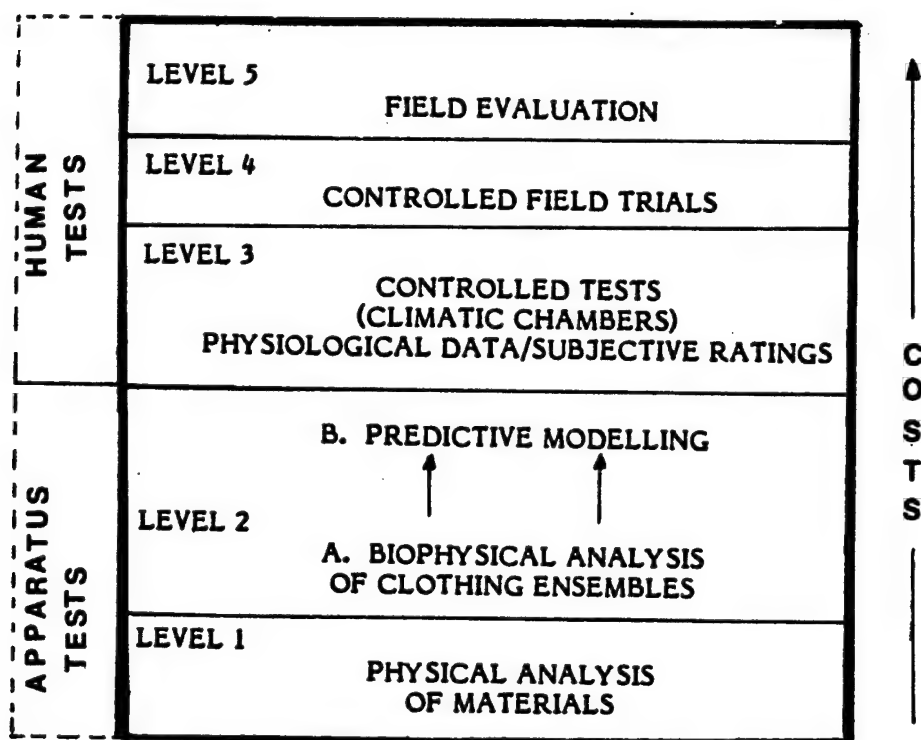 HUMAN
TESTS
APPARATUS
TESTS
LEVEL 5
FIELD EVALUATION
LEVEL 4
CONTROLLED FIELD TRIALS
LEVEL 3
CONTROLLED TESTS
(CLIMATIC CHAMBERS)
PHYSIOLOGICAL DATA/SUBJECTIVE RATINGS
B. PREDICTIVE MODELLING
LEVEL 2
A. BIOPHYSICAL ANALYSIS
OF CLOTHING ENSEMBLES
LEVEL 1
PHYSICAL ANALYSIS
OF MATERIALS
COSTS